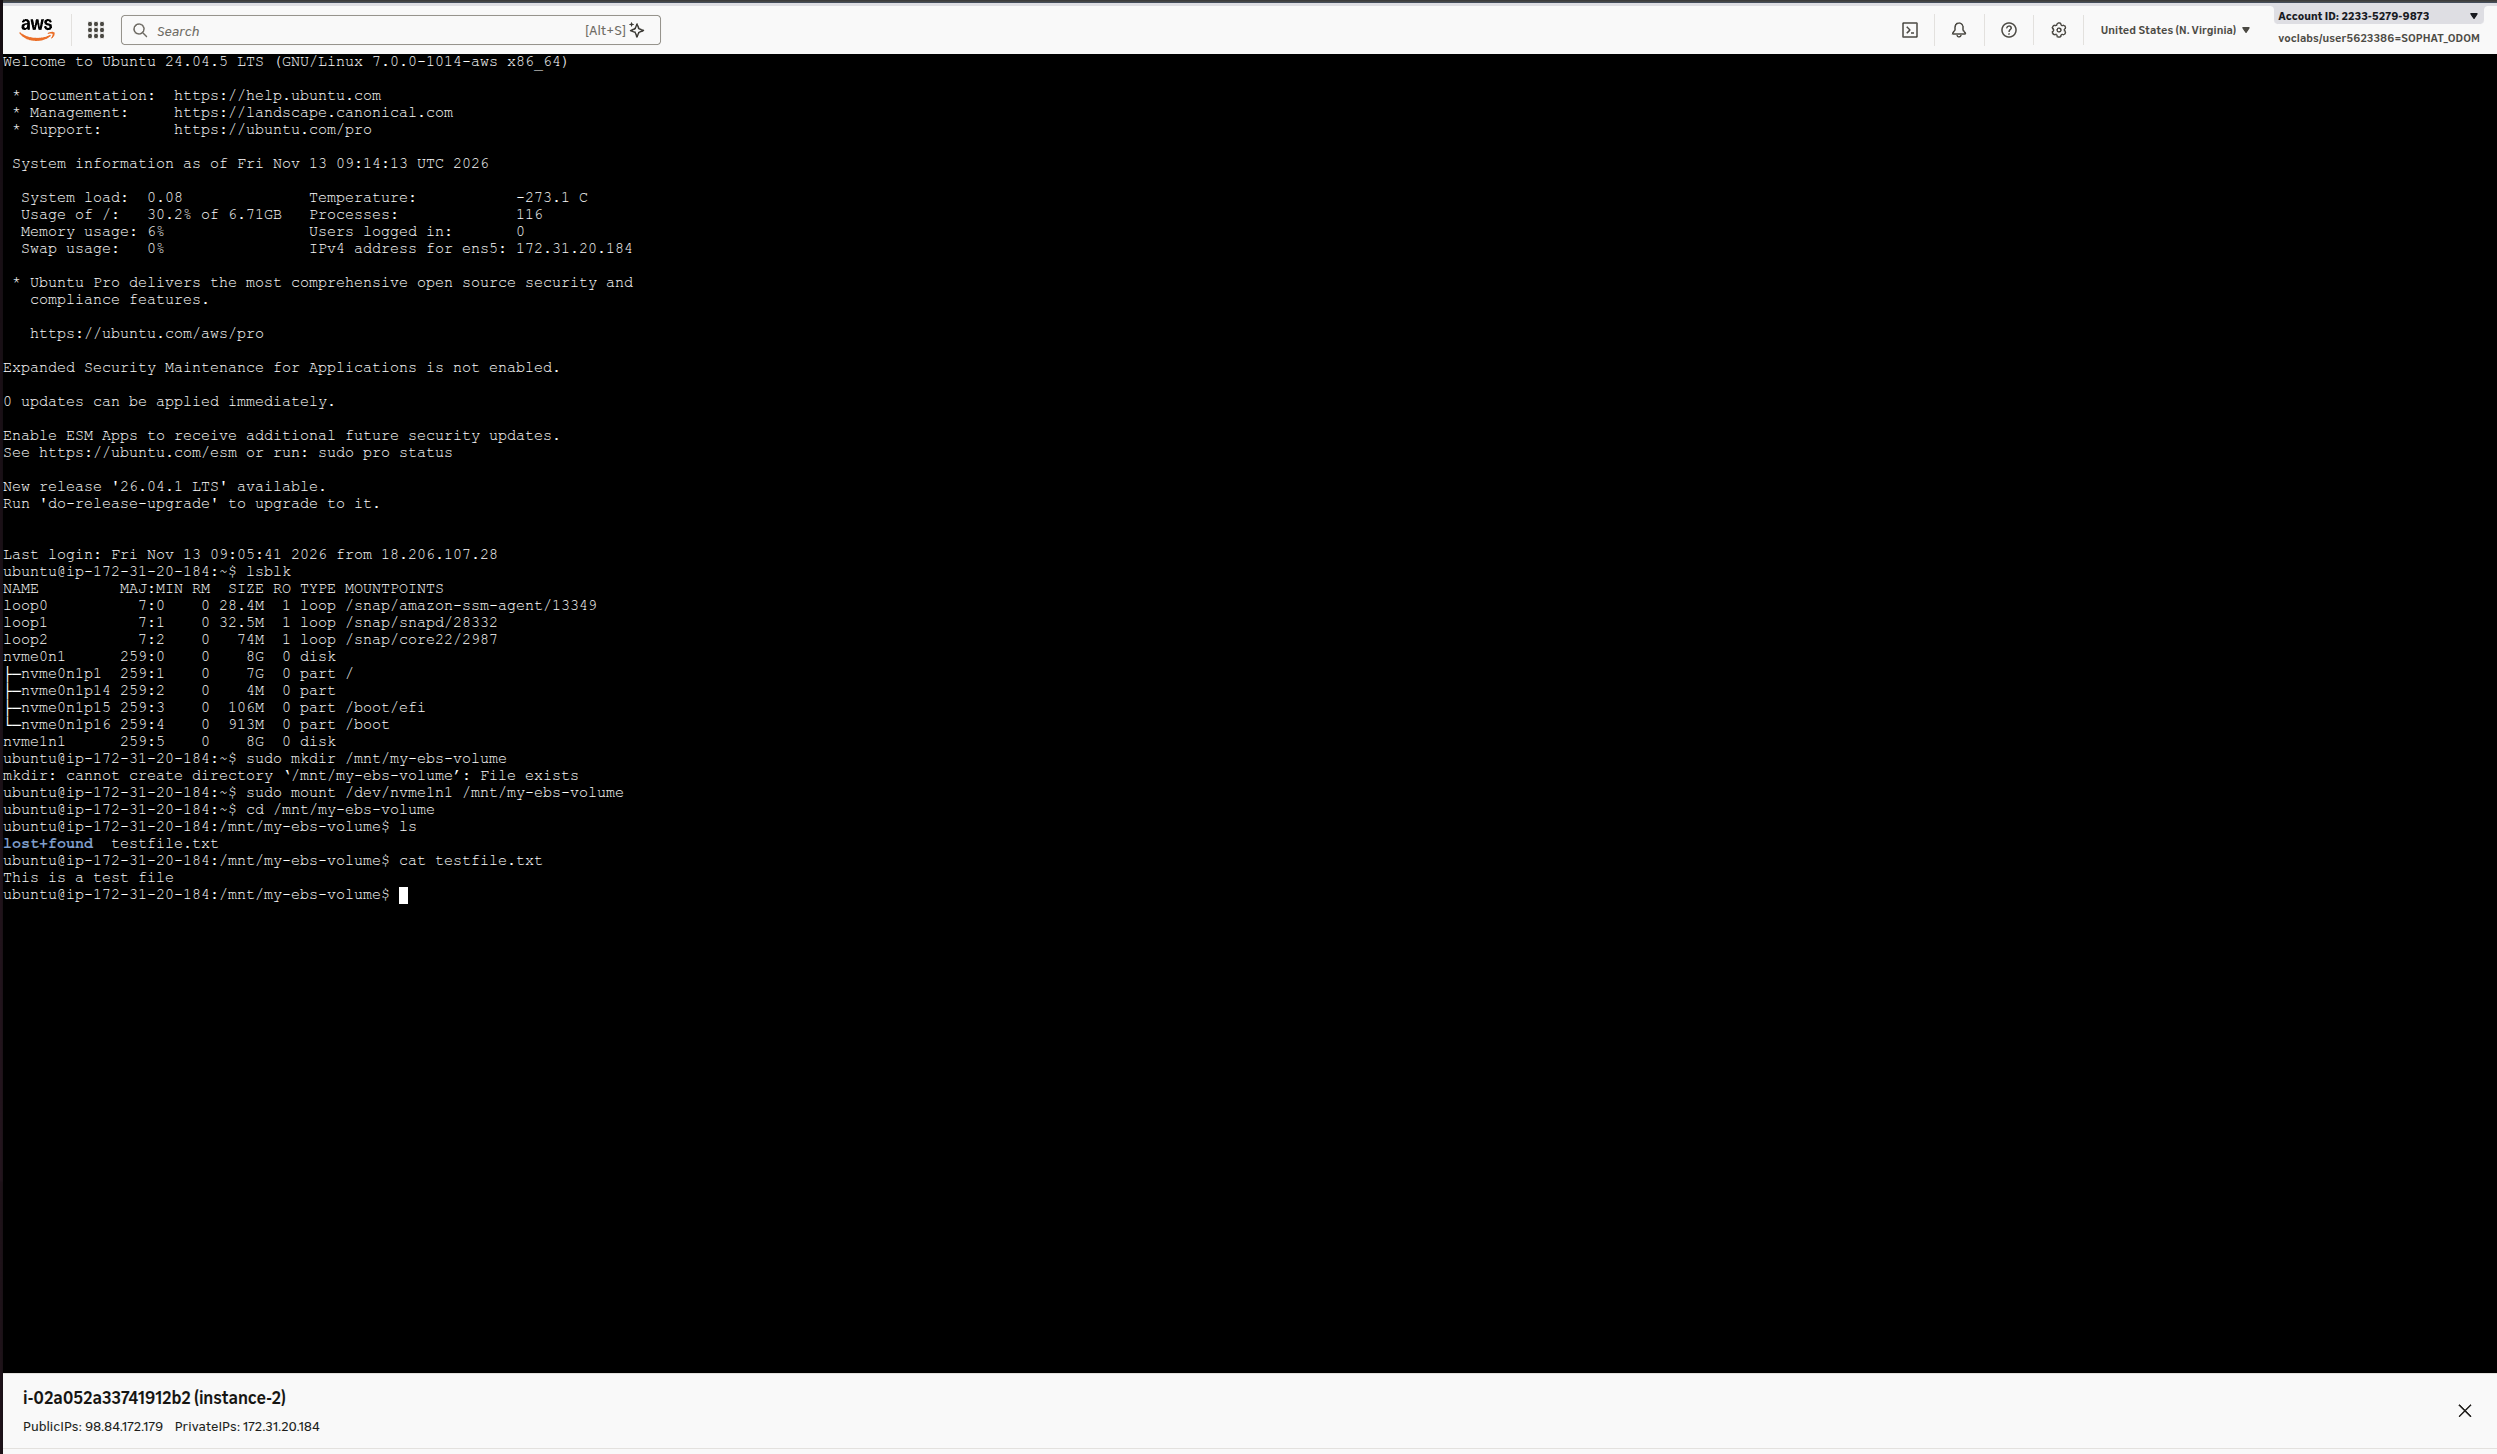 aws
Search [Alt+S]
United States (N. Virginia)
Account ID: 2233-5279-9873
voclabs/user5623386=SOPHAT_ODOM
Welcome to Ubuntu 24.04.5 LTS (GNU/Linux 7.0.0-1014-aws x86_64)
* Documentation:  https://help.ubuntu.com
* Management:     https://landscape.canonical.com
* Support:        https://ubuntu.com/pro
System information as of Fri Nov 13 09:14:13 UTC 2026
System load:  0.08              Temperature:           -273.1 C
Usage of /:   30.2% of 6.71GB   Processes:             116
Memory usage: 6%                Users logged in:       0
Swap usage:   0%                IPv4 address for ens5: 172.31.20.184
* Ubuntu Pro delivers the most comprehensive open source security and
compliance features.
https://ubuntu.com/aws/pro
Expanded Security Maintenance for Applications is not enabled.
0 updates can be applied immediately.
Enable ESM Apps to receive additional future security updates.
See https://ubuntu.com/esm or run: sudo pro status
New release '26.04.1 LTS' available.
Run 'do-release-upgrade' to upgrade to it.
Last login: Fri Nov 13 09:05:41 2026 from 18.206.107.28
ubuntu@ip-172-31-20-184:~$ lsblk
NAME         MAJ:MIN RM  SIZE RO TYPE MOUNTPOINTS
loop0          7:0    0 28.4M  1 loop /snap/amazon-ssm-agent/13349
loop1          7:1    0 32.5M  1 loop /snap/snapd/28332
loop2          7:2    0   74M  1 loop /snap/core22/2987
nvme0n1      259:0    0    8G  0 disk
├─nvme0n1p1  259:1    0    7G  0 part /
├─nvme0n1p14 259:2    0    4M  0 part
├─nvme0n1p15 259:3    0  106M  0 part /boot/efi
└─nvme0n1p16 259:4    0  913M  0 part /boot
nvme1n1      259:5    0    8G  0 disk
ubuntu@ip-172-31-20-184:~$ sudo mkdir /mnt/my-ebs-volume
mkdir: cannot create directory ‘/mnt/my-ebs-volume’: File exists
ubuntu@ip-172-31-20-184:~$ sudo mount /dev/nvme1n1 /mnt/my-ebs-volume
ubuntu@ip-172-31-20-184:~$ cd /mnt/my-ebs-volume
ubuntu@ip-172-31-20-184:/mnt/my-ebs-volume$ ls
lost+found  testfile.txt
ubuntu@ip-172-31-20-184:/mnt/my-ebs-volume$ cat testfile.txt
This is a test file
ubuntu@ip-172-31-20-184:/mnt/my-ebs-volume$
i-02a052a33741912b2 (instance-2)
PublicIPs: 98.84.172.179 PrivateIPs: 172.31.20.184